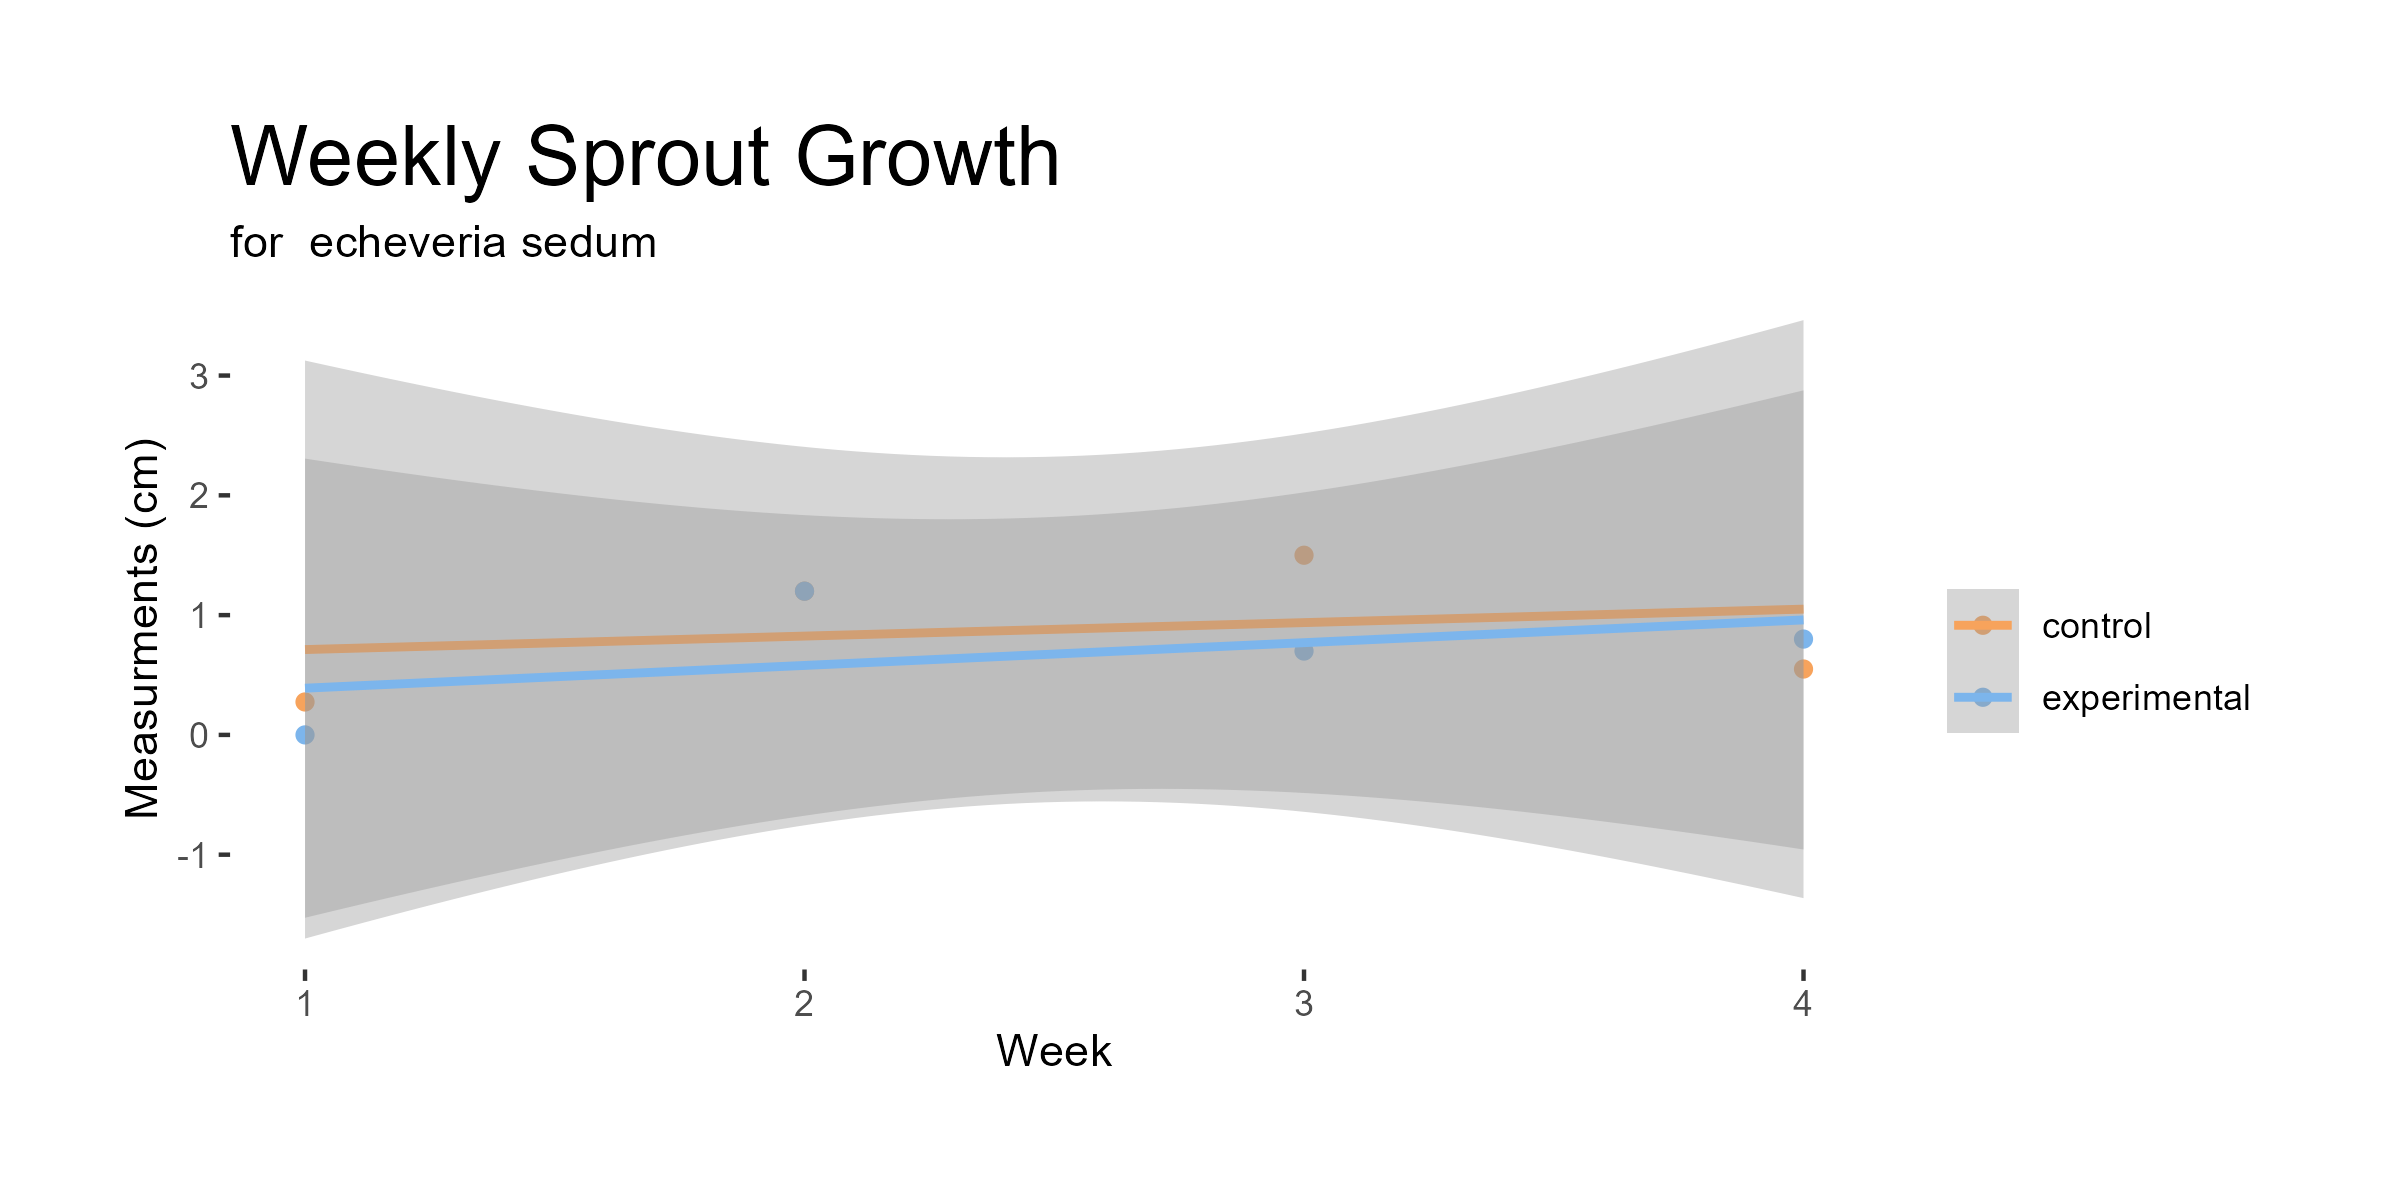 Weekly Sprout Growth
for  echeveria sedum
Measurments (cm)
3
2
1
0
-1
1 2 3 4
Week
control
experimental